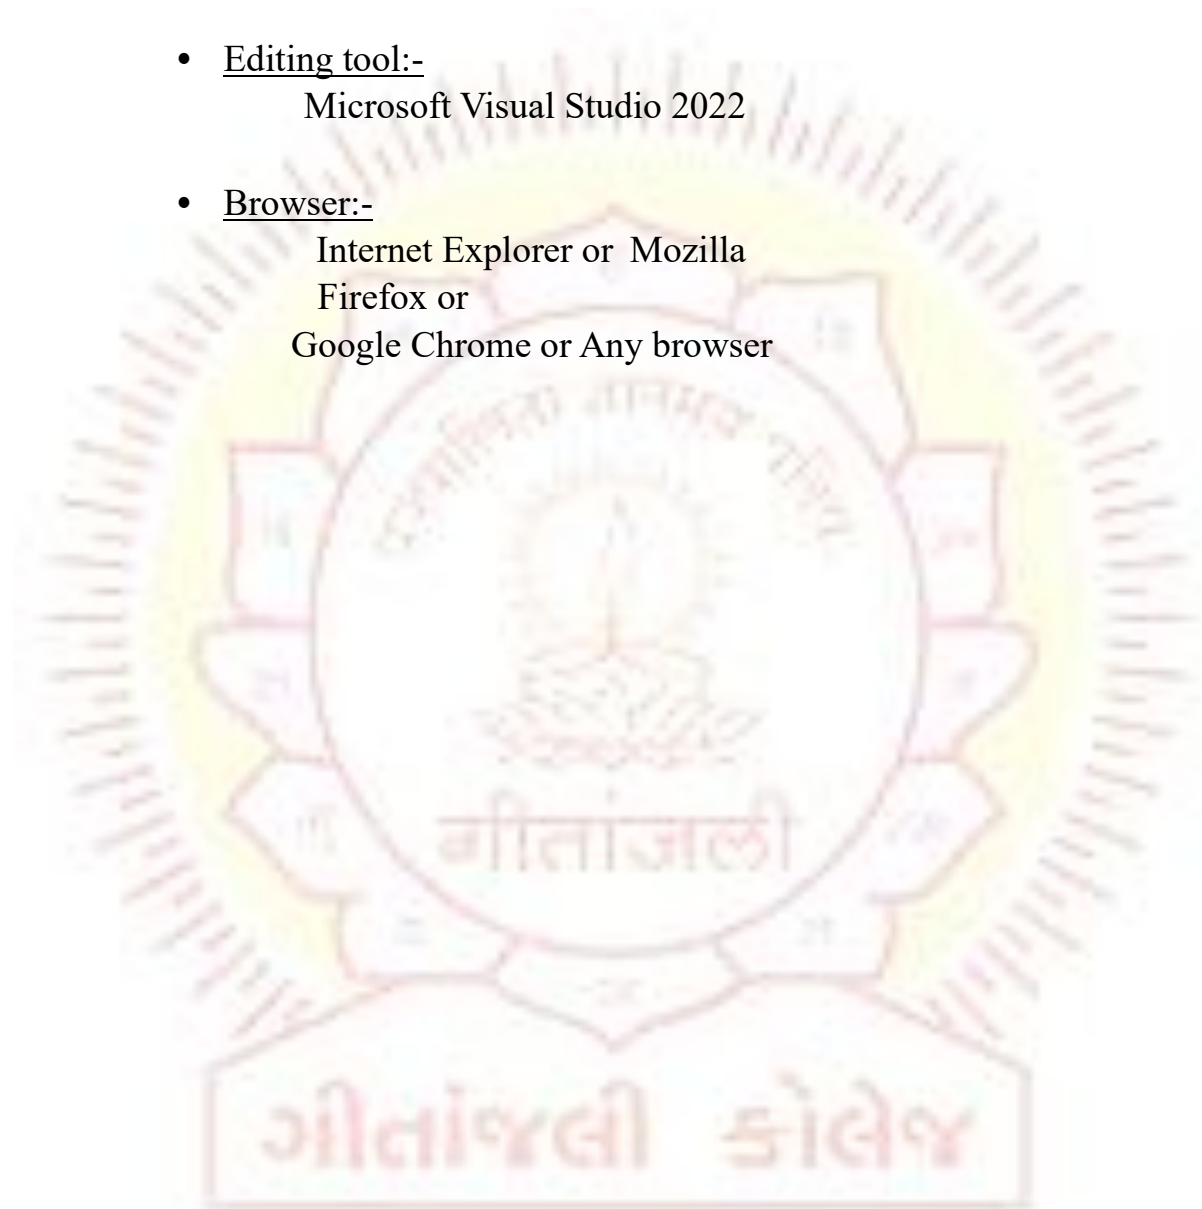 • Editing tool:-
Microsoft Visual Studio 2022
• Browser:-
Internet Explorer or Mozilla
Firefox or
Google Chrome or Any browser
गीतांजली
ગીતાંજલી કોલેજ